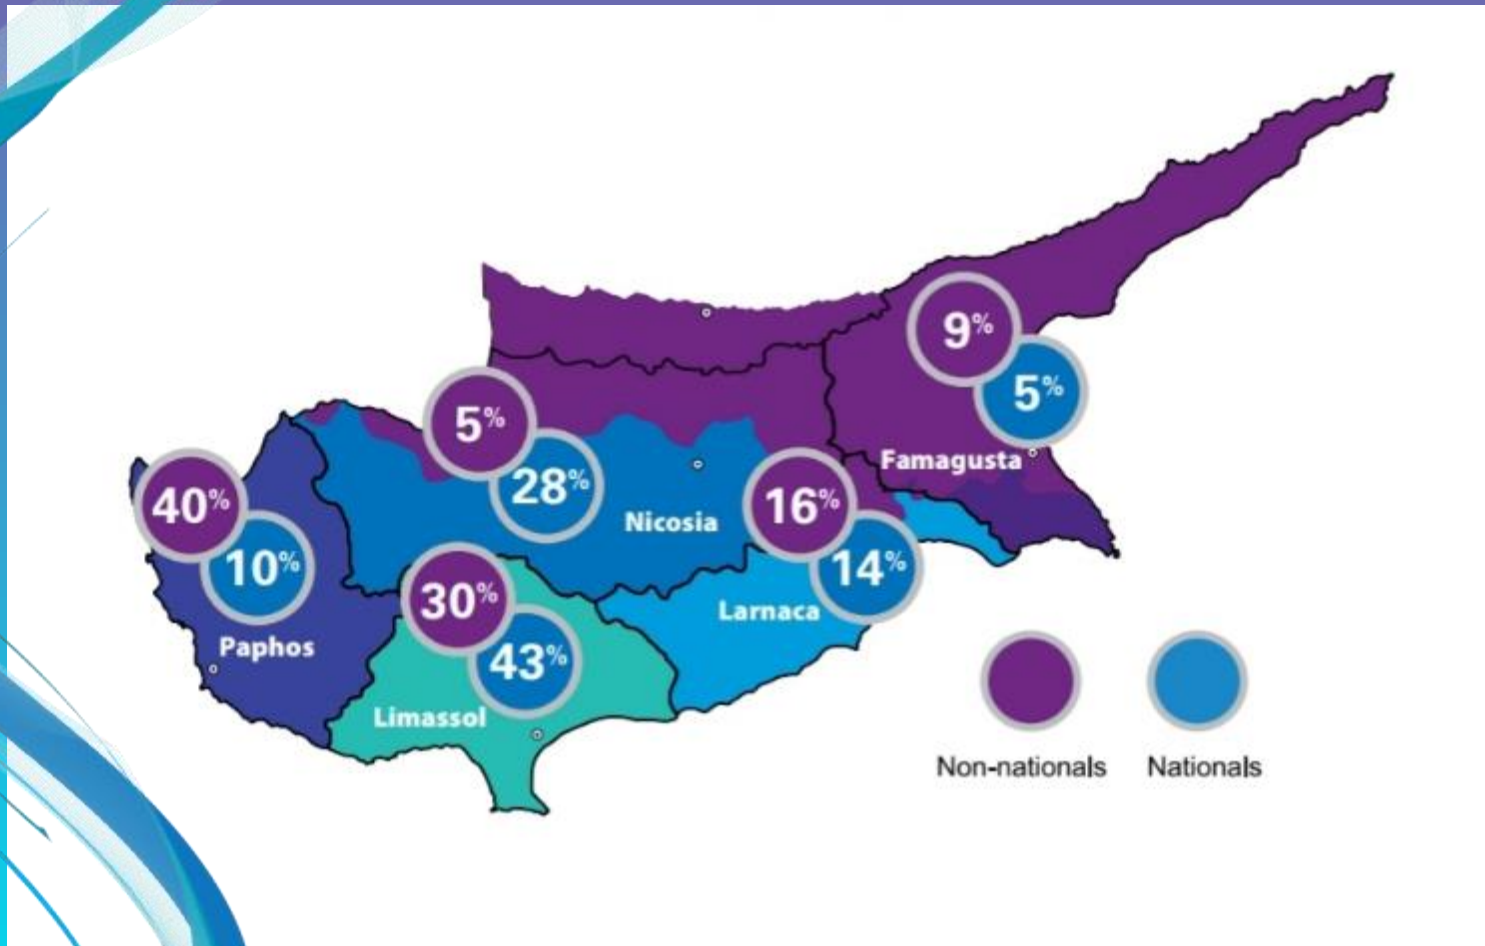 9%
5%
Famagusta
5%
28%
Nicosia
40%
10%
Paphos
16%
14%
Larnaca
30%
43%
Limassol
Non-nationals
Nationals